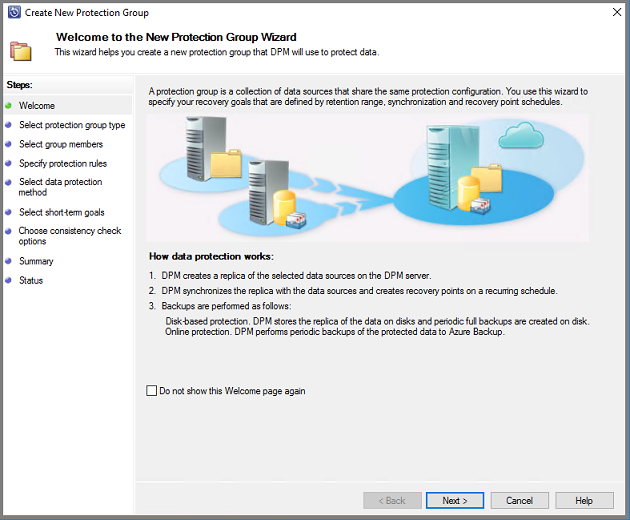 Create New Protection Group
Welcome to the New Protection Group Wizard
This wizard helps you create a new protection group that DPM will use to protect data.
Steps:
Welcome
Select protection group type
Select group members
Specify protection rules
Select data protection
method
Select short-term goals
Choose consistency check
options
Summary
Status
A protection group is a collection of data sources that share the same protection configuration. You use this wizard to
specify your recovery goals that are defined by retention range, synchronization and recovery point schedules.
How data protection works:
1. DPM creates a replica of the selected data sources on the DPM server.
2. DPM synchronizes the replica with the data sources and creates recovery points on a recurring schedule.
3. Backups are performed as follows:
Disk-based protection. DPM stores the replica of the data on disks and periodic full backups are created on disk.
Online protection. DPM performs periodic backups of the protected data to Azure Backup.
Do not show this Welcome page again
< Back
Next >
Cancel
Help